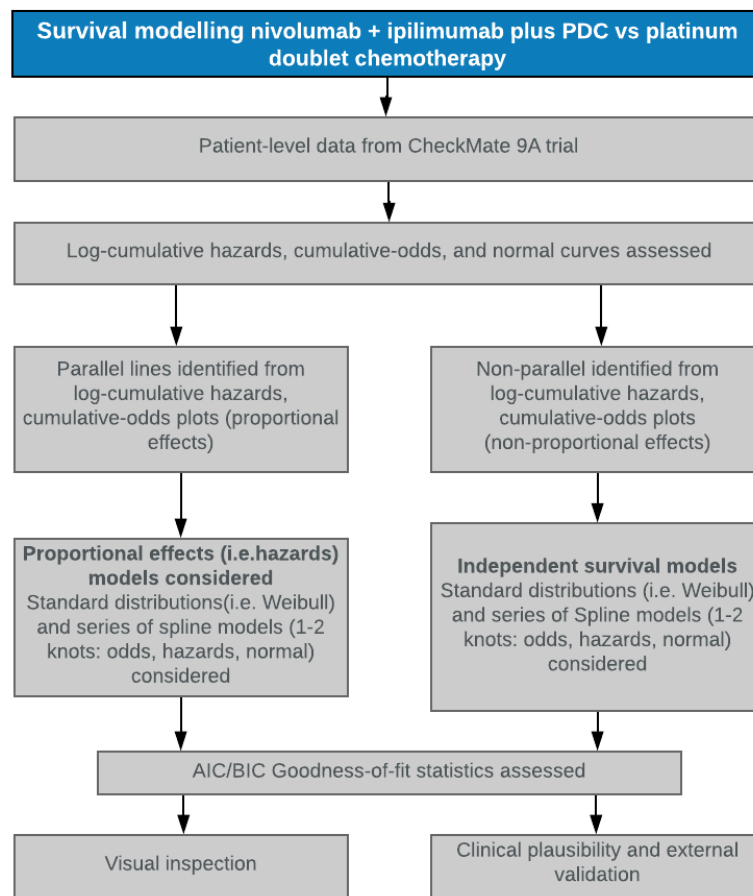 Survival modelling nivolumab + ipilimumab plus PDC vs platinum
doublet chemotherapy
Patient-level data from CheckMate 9A trial
Log-cumulative hazards, cumulative-odds, and normal curves assessed
Parallel lines identified from
log-cumulative hazards,
cumulative-odds plots (proportional
effects)
Non-parallel identified from
log-cumulative hazards,
cumulative-odds plots
(non-proportional effects)
Proportional effects (i.e.hazards)
models considered
Standard distributions(i.e. Weibull)
and series of spline models (1-2
knots: odds, hazards, normal)
considered
Independent survival models
Standard distributions (i.e. Weibull)
and series of Spline models (1-2
knots: odds, hazards, normal)
considered
AIC/BIC Goodness-of-fit statistics assessed
Visual inspection
Clinical plausibility and external
validation